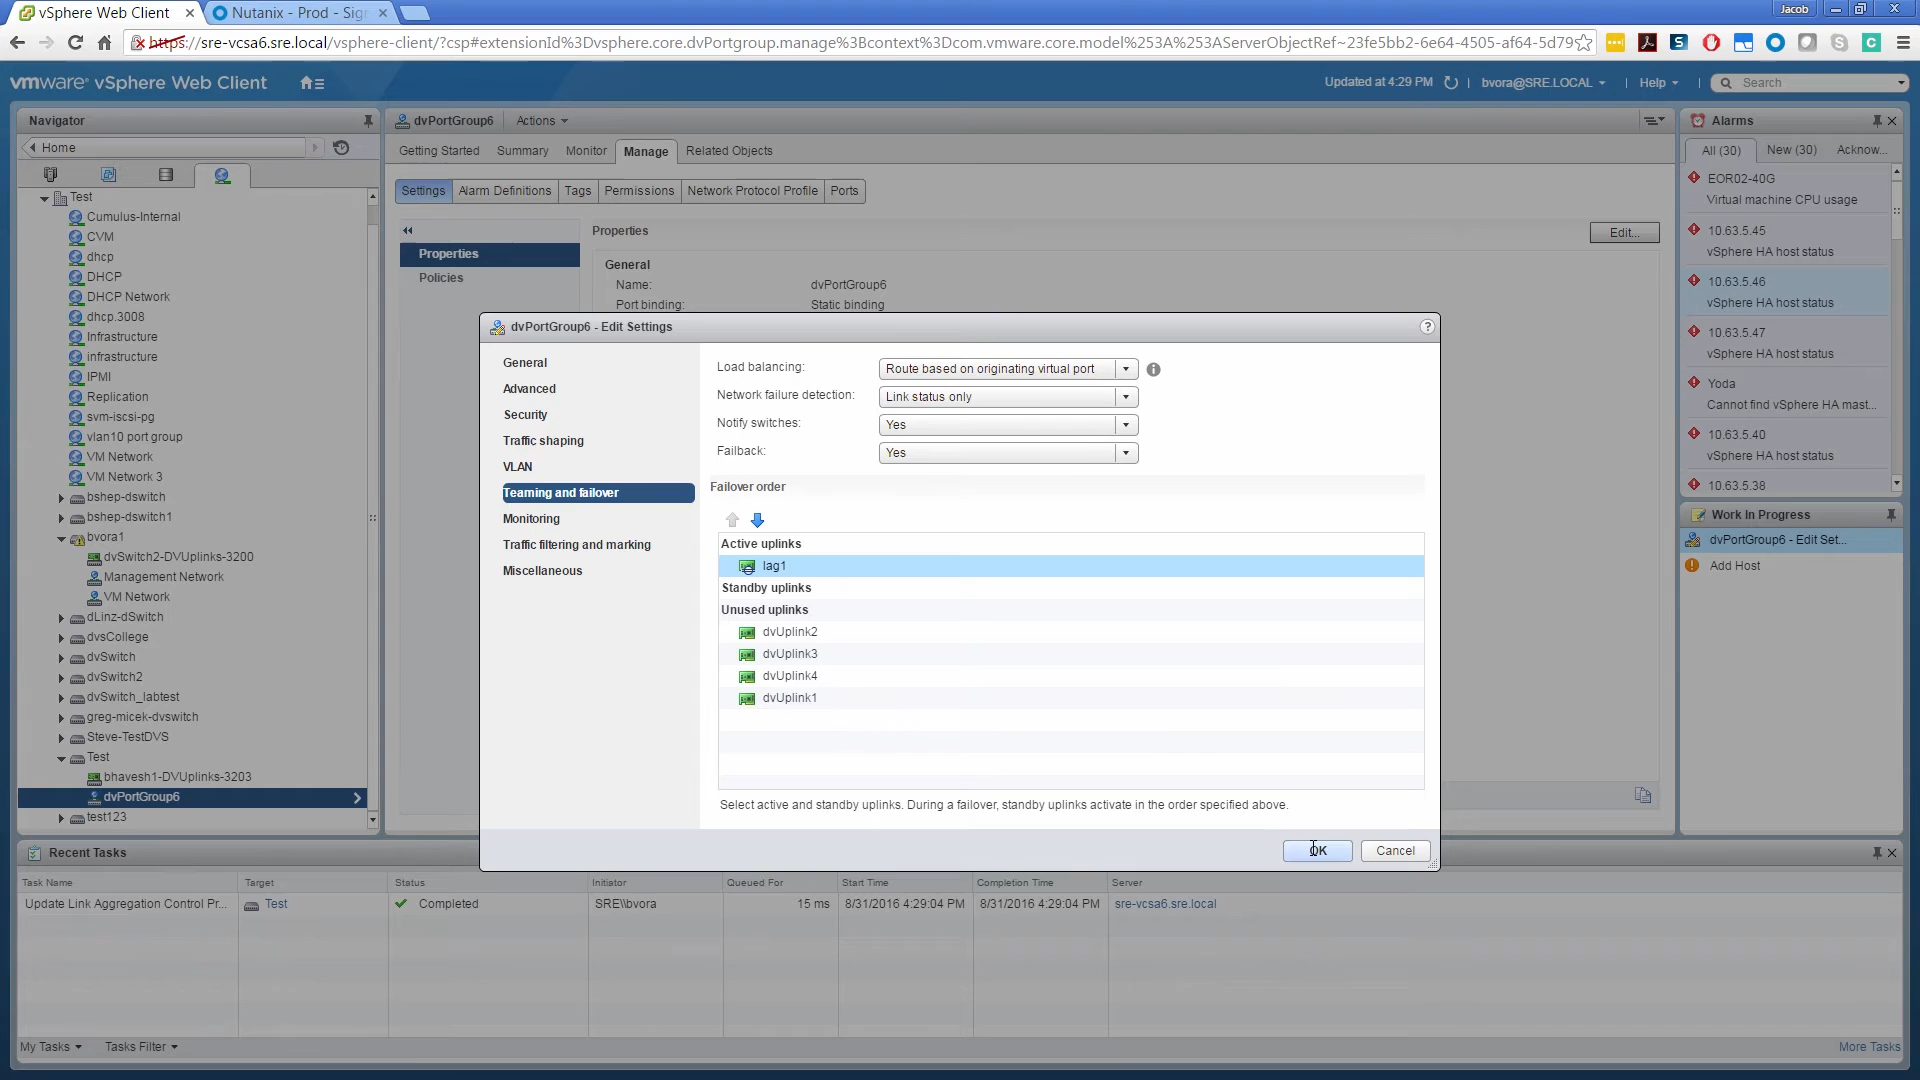 vSphere Web Client
Nutanix - Prod - Sig
Jacob
https://sre-vcsa6.sre.local/vsphere-client/?csp#extensionId%3Dvsphere.core.dvPortgroup.manage%3Bcontext%3Dcom.vmware.core.model%253A%253AServerObjectRef~23fe5bb2-6e64-4505-af64-5d79
vmware vSphere Web Client
Updated at 4:29 PM
bvora@SRE.LOCAL
Help
Search
Navigator
Home
Test
Cumulus-Internal
CVM
dhcp
DHCP
DHCP Network
dhcp.3008
Infrastructure
infrastructure
IPMI
Replication
svm-iscsi-pg
vlan10 port group
VM Network
VM Network 3
bshep-dswitch
bshep-dswitch1
bvora1
dvSwitch2-DVUplinks-3200
Management Network
VM Network
dLinz-dSwitch
dvsCollege
dvSwitch
dvSwitch2
dvSwitch_labtest
greg-micek-dvswitch
Steve-TestDVS
Test
bhavesh1-DVUplinks-3203
dvPortGroup6
test123
dvPortGroup6
Actions
Getting Started
Summary
Monitor
Manage
Related Objects
Settings
Alarm Definitions
Tags
Permissions
Network Protocol Profile
Ports
Properties
Policies
Properties
Edit...
General
Name: dvPortGroup6
Port binding: Static binding
dvPortGroup6 - Edit Settings
?
General
Advanced
Security
Traffic shaping
VLAN
Teaming and failover
Monitoring
Traffic filtering and marking
Miscellaneous
Load balancing: Route based on originating virtual port
Network failure detection: Link status only
Notify switches: Yes
Failback: Yes
Failover order
Active uplinks
lag1
Standby uplinks
Unused uplinks
dvUplink2
dvUplink3
dvUplink4
dvUplink1
Select active and standby uplinks. During a failover, standby uplinks activate in the order specified above.
OK
Cancel
Alarms
All (30)
New (30)
Acknow...
EOR02-40G
Virtual machine CPU usage
10.63.5.45
vSphere HA host status
10.63.5.46
vSphere HA host status
10.63.5.47
vSphere HA host status
Yoda
Cannot find vSphere HA mast...
10.63.5.40
vSphere HA host status
10.63.5.38
Work In Progress
dvPortGroup6 - Edit Set...
Add Host
Recent Tasks
Task Name
Target
Status
Initiator
Queued For
Start Time
Completion Time
Server
Update Link Aggregation Control Pr...
Test
Completed
SRE\\bvora
15 ms
8/31/2016 4:29:04 PM
8/31/2016 4:29:04 PM
sre-vcsa6.sre.local
My Tasks
Tasks Filter
More Tasks